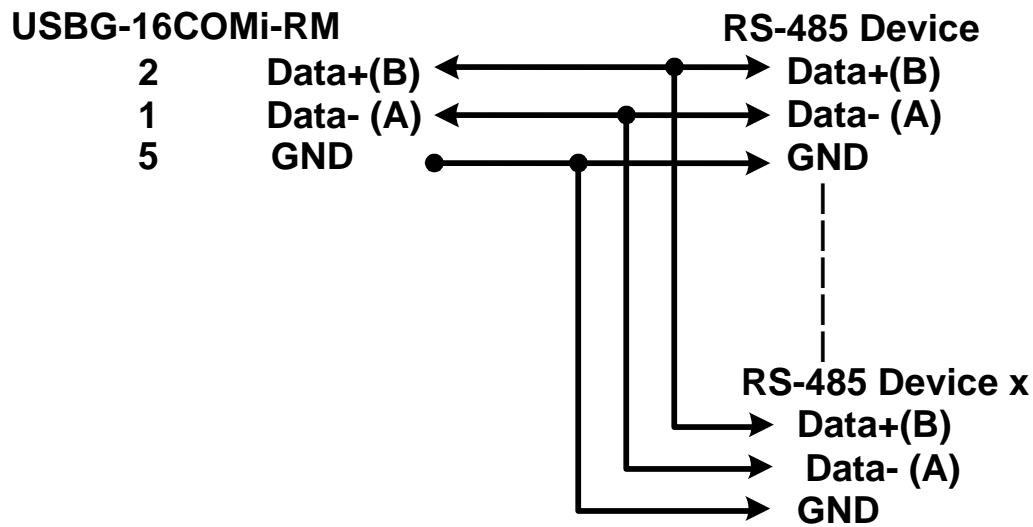 USBG-16COMi-RM RS-485 Device
2 Data+(B) Data+(B)
1 Data- (A) Data- (A)
5 GND GND
RS-485 Device x
Data+(B)
Data- (A)
GND